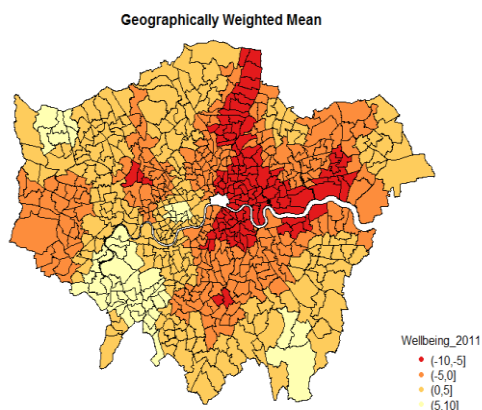 Geographically Weighted Mean
Wellbeing_2011
(-10,-5]
(-5,0]
(0,5]
(5,10]